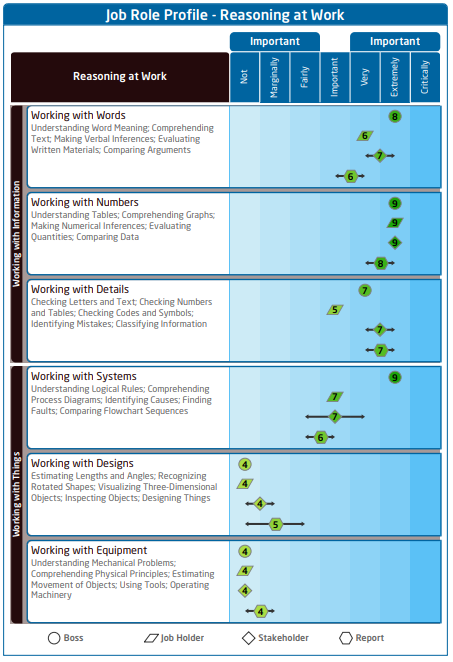 Job Role Profile - Reasoning at Work
Important
Important
Reasoning at Work
Not
Marginally
Fairly
Important
Very
Extremely
Critically
Working with Information
Working with Words
Understanding Word Meaning; Comprehending
Text; Making Verbal Inferences; Evaluating
Written Materials; Comparing Arguments
8
6
7
6
Working with Numbers
Understanding Tables; Comprehending Graphs;
Making Numerical Inferences; Evaluating
Quantities; Comparing Data
9
9
9
8
Working with Details
Checking Letters and Text; Checking Numbers
and Tables; Checking Codes and Symbols;
Identifying Mistakes; Classifying Information
7
5
7
7
Working with Things
Working with Systems
Understanding Logical Rules; Comprehending
Process Diagrams; Identifying Causes; Finding
Faults; Comparing Flowchart Sequences
9
7
7
6
Working with Designs
Estimating Lengths and Angles; Recognizing
Rotated Shapes; Visualizing Three-Dimensional
Objects; Inspecting Objects; Designing Things
4
4
4
5
Working with Equipment
Understanding Mechanical Problems;
Comprehending Physical Principles; Estimating
Movement of Objects; Using Tools; Operating
Machinery
4
4
4
4
Boss
Job Holder
Stakeholder
Report